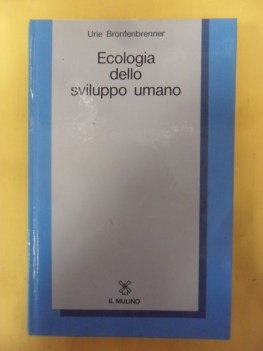 Urie Bronfenbrenner
Ecologia
dello
sviluppo umano
IL MULINO